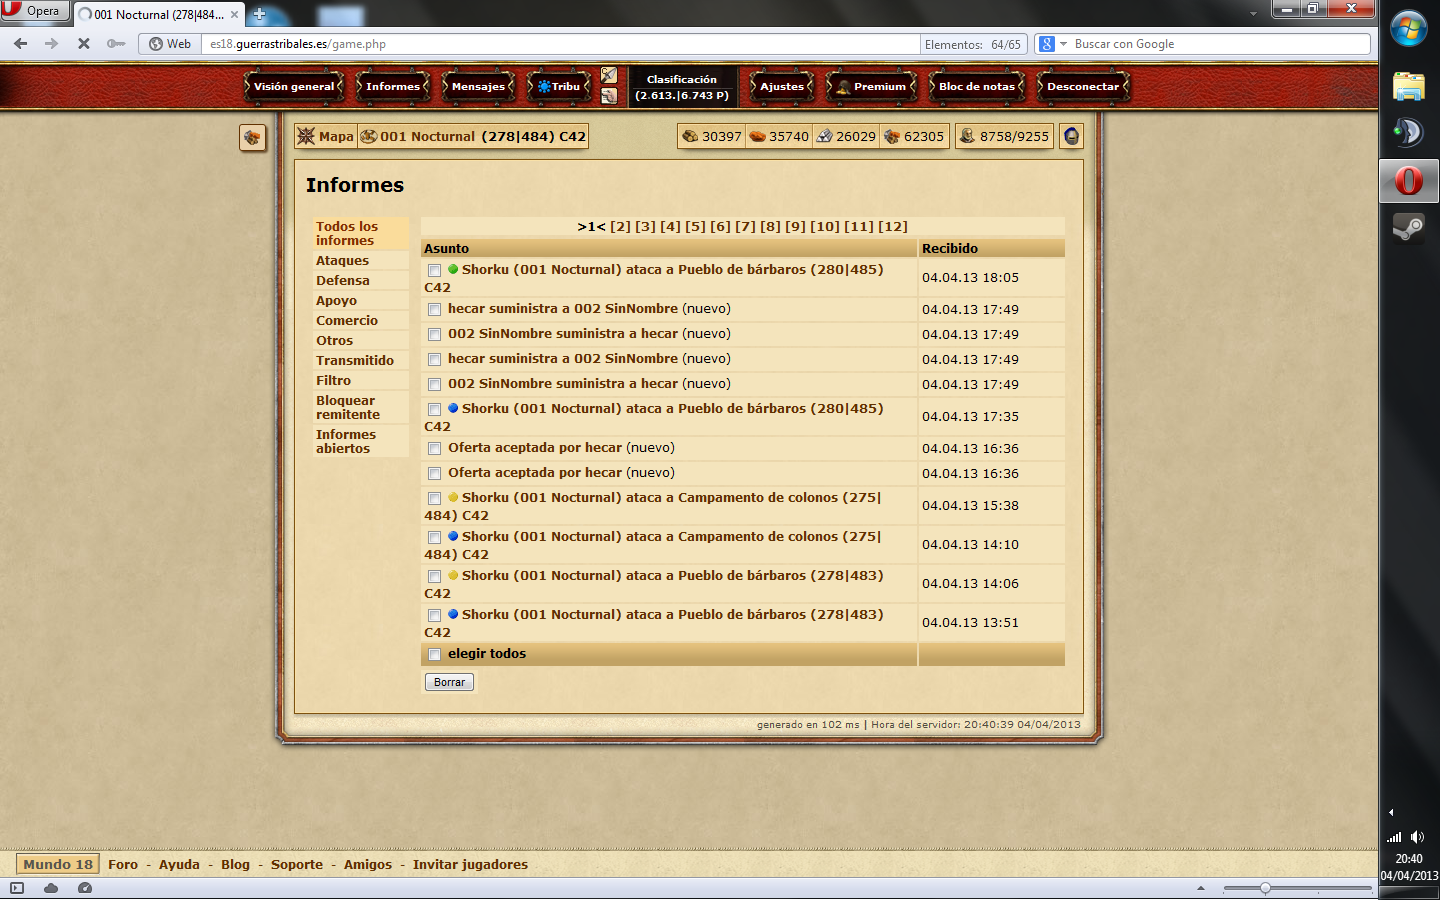 Opera
001 Nocturnal (278|484...
Web
es18.guerrastribales.es/game.php
Elementos: 64/65
Buscar con Google
Visión general
Informes
Mensajes
Tribu
Clasificación
(2.613.|6.743 P)
Ajustes
Premium
Bloc de notas
Desconectar
Mapa
001 Nocturnal (278|484) C42
30397
35740
26029
62305
8758/9255
Informes
Todos los
informes
Ataques
Defensa
Apoyo
Comercio
Otros
Transmitido
Filtro
Bloquear
remitente
Informes
abiertos
>1< [2] [3] [4] [5] [6] [7] [8] [9] [10] [11] [12]
Asunto Recibido
Shorku (001 Nocturnal) ataca a Pueblo de bárbaros (280|485)
C42
04.04.13 18:05
hecar suministra a 002 SinNombre (nuevo) 04.04.13 17:49
002 SinNombre suministra a hecar (nuevo) 04.04.13 17:49
hecar suministra a 002 SinNombre (nuevo) 04.04.13 17:49
002 SinNombre suministra a hecar (nuevo) 04.04.13 17:49
Shorku (001 Nocturnal) ataca a Pueblo de bárbaros (280|485)
C42
04.04.13 17:35
Oferta aceptada por hecar (nuevo) 04.04.13 16:36
Oferta aceptada por hecar (nuevo) 04.04.13 16:36
Shorku (001 Nocturnal) ataca a Campamento de colonos (275|
484) C42
04.04.13 15:38
Shorku (001 Nocturnal) ataca a Campamento de colonos (275|
484) C42
04.04.13 14:10
Shorku (001 Nocturnal) ataca a Pueblo de bárbaros (278|483)
C42
04.04.13 14:06
Shorku (001 Nocturnal) ataca a Pueblo de bárbaros (278|483)
C42
04.04.13 13:51
elegir todos
Borrar
generado en 102 ms | Hora del servidor: 20:40:39 04/04/2013
Mundo 18 Foro - Ayuda - Blog - Soporte - Amigos - Invitar jugadores
20:40
04/04/2013